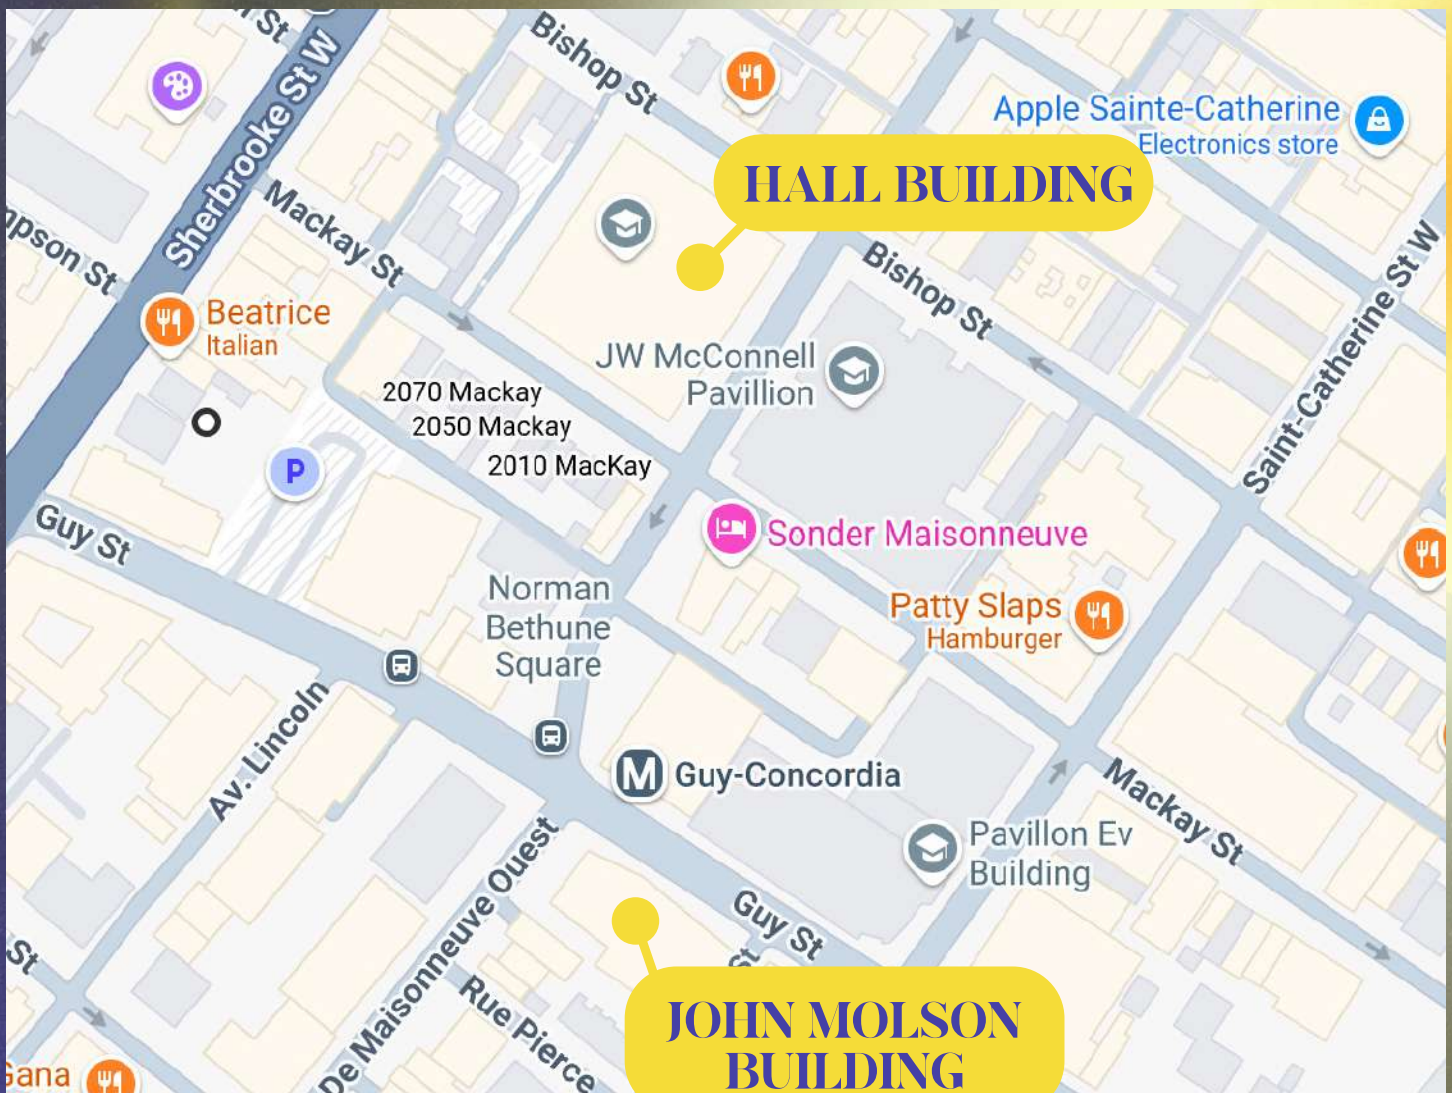 Bishop St
Sherbrooke St W
Apple Sainte-Catherine
Electronics store
HALL BUILDING
Mackay St
Bishop St
Saint-Catherine St W
Beatrice
Italian
JW McConnell
Pavillion
2070 Mackay
2050 Mackay
2010 MacKay
P
Guy St
Sonder Maisonneuve
Norman
Bethune
Square
Patty Slaps
Hamburger
Av. Lincoln
M Guy-Concordia
Mackay St
Pavillon Ev
Building
De Maisonneuve Ouest
Guy St
St
St
Rue Pierce
JOHN MOLSON
BUILDING